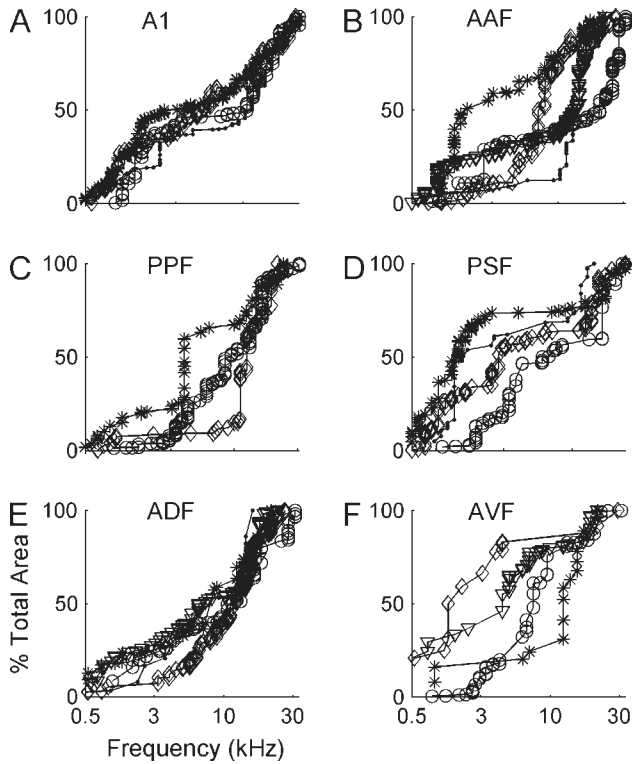 A A1 B AAF
100 100
50 50
0 0
C PPF D PSF
100 100
50 50
0 0
E ADF F AVF
100 100
50 50
0 0
% Total Area
0.5 3 10 30 0.5 3 10 30
Frequency (kHz)